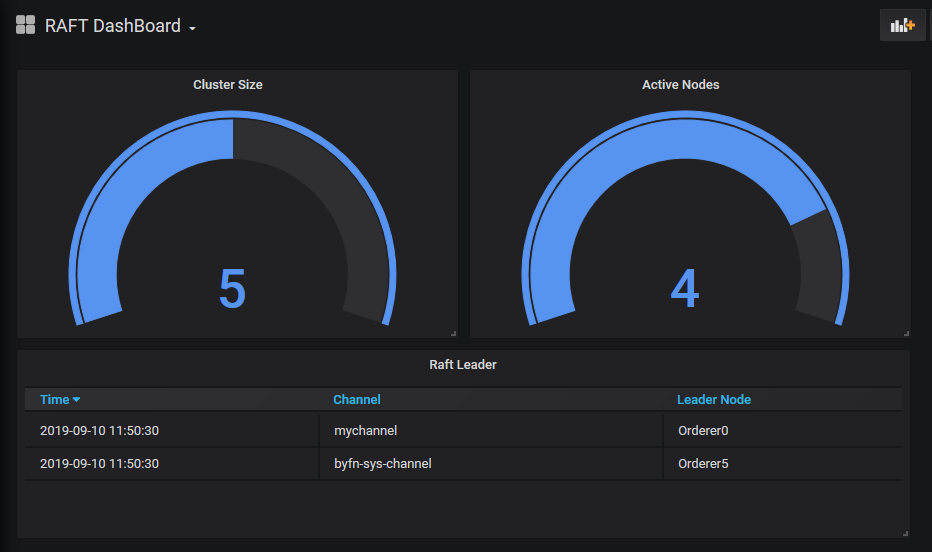 RAFT DashBoard
Cluster Size
Active Nodes
5
4
Raft Leader
Time Channel Leader Node
2019-09-10 11:50:30 mychannel Orderer0
2019-09-10 11:50:30 byfn-sys-channel Orderer5